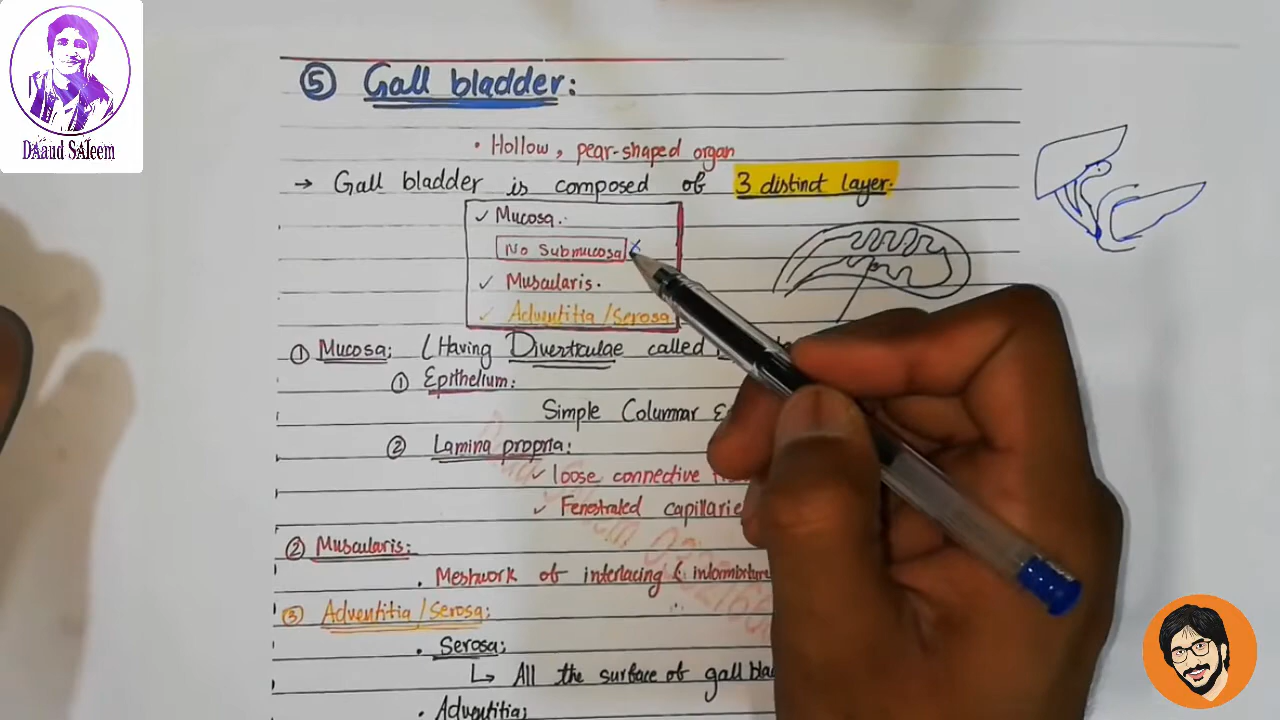 DAaud SAleem
⑤ Gall bladder:
• Hollow, pear-shaped organ
→ Gall bladder is composed of 3 distinct layer.
✓ Mucosa.
No Submucosa x
✓ Muscularis.
✓ Adventitia/Serosa
① Mucosa: (Having Diverticulae called
① Epithelium:
Simple Columnar
② Lamina propria:
✓ loose connective
✓ Fenestrated capillarie
② Muscularis:
• Meshwork of interlacing (
③ Adventitia/Serosa:
• Serosa:
↳ All the surface of gall bla
• Adventitia;